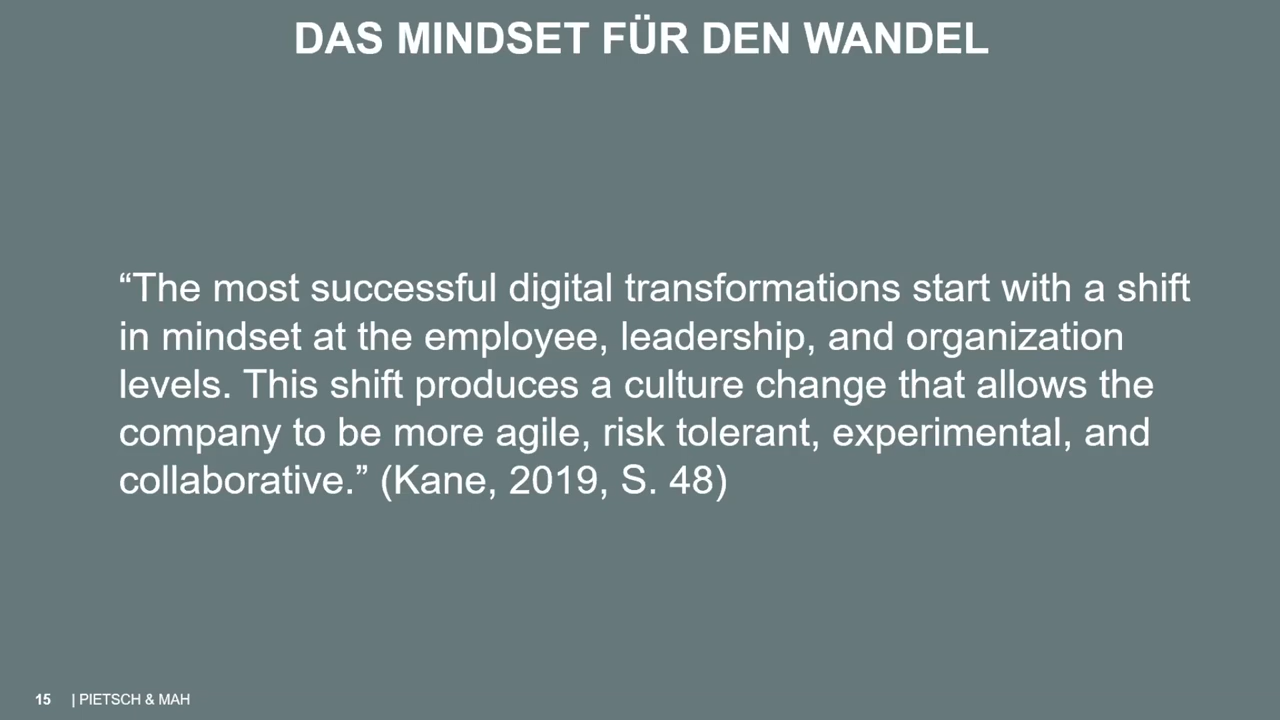 DAS MINDSET FÜR DEN WANDEL
“The most successful digital transformations start with a shift
in mindset at the employee, leadership, and organization
levels. This shift produces a culture change that allows the
company to be more agile, risk tolerant, experimental, and
collaborative.” (Kane, 2019, S. 48)
15 | PIETSCH & MAH